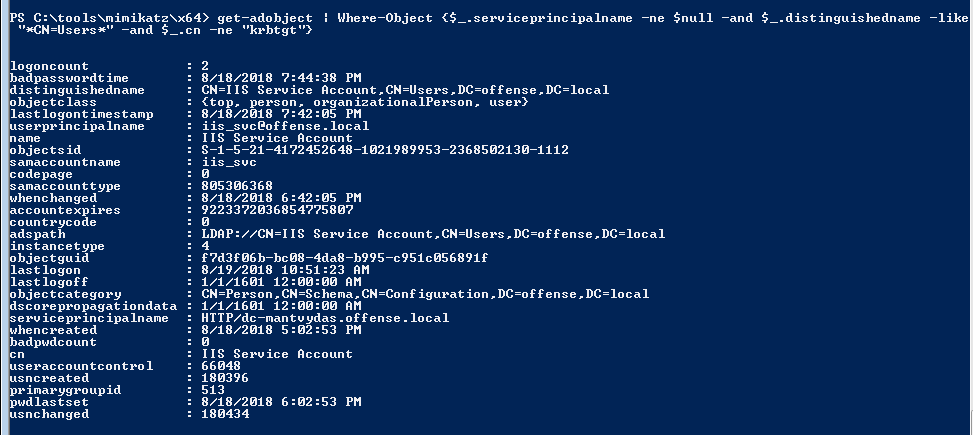 PS C:\tools\mimikatz\x64> get-adobject | Where-Object {$_.serviceprincipalname -ne $null -and $_.distinguishedname -like
"*CN=Users*" -and $_.cn -ne "krbtgt"}
logoncount : 2
badpasswordtime : 8/18/2018 7:44:38 PM
distinguishedname : CN=IIS Service Account,CN=Users,DC=offense,DC=local
objectclass : {top, person, organizationalPerson, user}
lastlogontimestamp : 8/18/2018 7:42:05 PM
userprincipalname : iis_svc@offense.local
name : IIS Service Account
objectsid : S-1-5-21-4172452648-1021989953-2368502130-1112
samaccountname : iis_svc
codepage : 0
samaccounttype : 805306368
whenchanged : 8/18/2018 6:42:05 PM
accountexpires : 9223372036854775807
countrycode : 0
adspath : LDAP://CN=IIS Service Account,CN=Users,DC=offense,DC=local
instancetype : 4
objectguid : f7d3f06b-bc08-4da8-b995-c951c056891f
lastlogon : 8/19/2018 10:51:23 AM
lastlogoff : 1/1/1601 12:00:00 AM
objectcategory : CN=Person,CN=Schema,CN=Configuration,DC=offense,DC=local
dscorepropagationdata : 1/1/1601 12:00:00 AM
serviceprincipalname : HTTP/dc-mantvydas.offense.local
whencreated : 8/18/2018 5:02:53 PM
badpwdcount : 0
cn : IIS Service Account
useraccountcontrol : 66048
usncreated : 180396
primarygroupid : 513
pwdlastset : 8/18/2018 6:02:53 PM
usnchanged : 180434